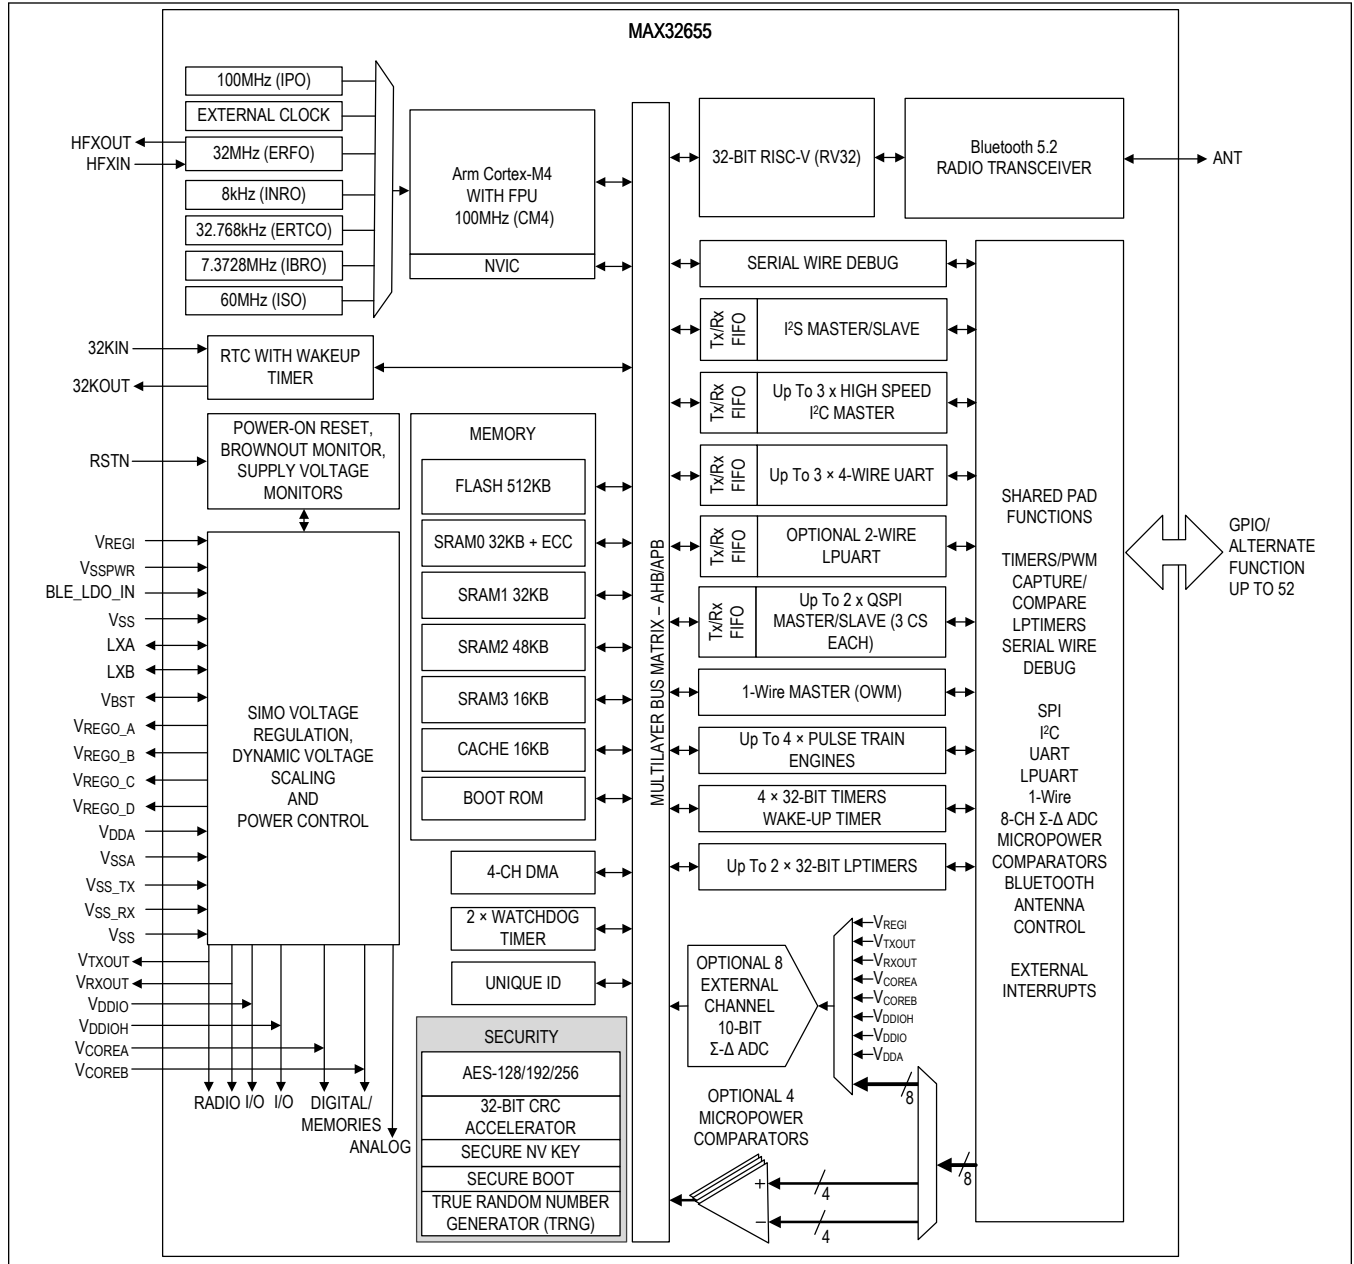 MAX32655
100MHz (IPO)
EXTERNAL CLOCK
HFXOUT
HFXIN
32MHz (ERFO)
8kHz (INRO)
32.768kHz (ERTCO)
7.3728MHz (IBRO)
60MHz (ISO)
Arm Cortex-M4
WITH FPU
100MHz (CM4)
NVIC
32KIN
32KOUT
RTC WITH WAKEUP
TIMER
RSTN
POWER-ON RESET,
BROWNOUT MONITOR,
SUPPLY VOLTAGE
MONITORS
VREGI
VSSPWR
BLE_LDO_IN
VSS
LXA
LXB
VBST
VREGO_A
VREGO_B
VREGO_C
VREGO_D
VDDA
VSSA
VSS_TX
VSS_RX
VSS
VTXOUT
VRXOUT
VDDIO
VDDIOH
VCOREA
VCOREB
SIMO VOLTAGE
REGULATION,
DYNAMIC VOLTAGE
SCALING
AND
POWER CONTROL
RADIO
I/O
I/O
DIGITAL/
MEMORIES
ANALOG
MEMORY
FLASH 512KB
SRAM0 32KB + ECC
SRAM1 32KB
SRAM2 48KB
SRAM3 16KB
CACHE 16KB
BOOT ROM
4-CH DMA
2 × WATCHDOG
TIMER
UNIQUE ID
SECURITY
AES-128/192/256
32-BIT CRC
ACCELERATOR
SECURE NV KEY
SECURE BOOT
TRUE RANDOM NUMBER
GENERATOR (TRNG)
MULTILAYER BUS MATRIX – AHB/APB
32-BIT RISC-V (RV32)
Bluetooth 5.2
RADIO TRANSCEIVER
ANT
SERIAL WIRE DEBUG
Tx/Rx
FIFO
I²S MASTER/SLAVE
Tx/Rx
FIFO
Up To 3 x HIGH SPEED
I²C MASTER
Tx/Rx
FIFO
Up To 3 × 4-WIRE UART
Tx/Rx
FIFO
OPTIONAL 2-WIRE
LPUART
Tx/Rx
FIFO
Up To 2 x QSPI
MASTER/SLAVE (3 CS
EACH)
1-Wire MASTER (OWM)
Up To 4 × PULSE TRAIN
ENGINES
4 × 32-BIT TIMERS
WAKE-UP TIMER
Up To 2 × 32-BIT LPTIMERS
OPTIONAL 8
EXTERNAL
CHANNEL
10-BIT
Σ-Δ ADC
VREGI
VTXOUT
VRXOUT
VCOREA
VCOREB
VDDIOH
VDDIO
VDDA
8
OPTIONAL 4
MICROPOWER
COMPARATORS
+
4
−
4
8
SHARED PAD
FUNCTIONS
TIMERS/PWM
CAPTURE/
COMPARE
LPTIMERS
SERIAL WIRE
DEBUG
SPI
I²C
UART
LPUART
1-Wire
8-CH Σ-Δ ADC
MICROPOWER
COMPARATORS
BLUETOOTH
ANTENNA
CONTROL
EXTERNAL
INTERRUPTS
GPIO/
ALTERNATE
FUNCTION
UP TO 52